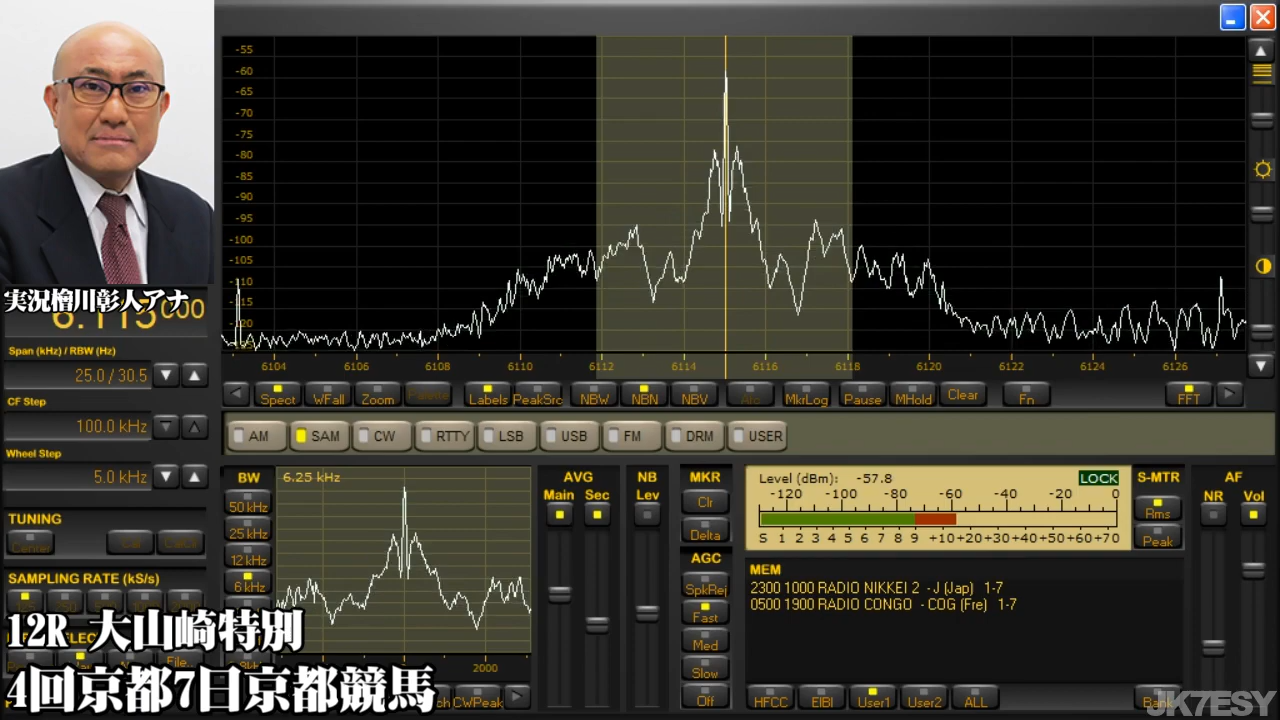 -55
-60
-65
-70
-75
-80
-85
-90
-95
-100
-105
-110
-115
-120
実況檜川彰人アナ
6.115000
6104 6106 6108 6110 6112 6114 6116 6118 6120 6122 6124 6126
Span (kHz) / RBW (Hz)
25.0 / 30.5
Spect WFall Zoom Labels PeakSrc NBW NBN NBV MkrLog Pause MHold Clear Fn FFT
CF Step
100.0 kHz
AM SAM CW RTTY LSB USB FM DRM USER
Wheel Step
5.0 kHz
BW
50 kHz
25 kHz
12 kHz
6 kHz
6.25 kHz
2000
AVG
Main Sec
NB
Lev
MKR
Clr
Delta
AGC
SpkRej
Fast
Med
Slow
Off
Level (dBm): -57.8
LOCK
-120 -100 -80 -60 -40 -20 0
S 1 2 3 4 5 6 7 8 9 +10+20+30+40+50+60+70
S-MTR
Rms
Peak
AF
NR Vol
MEM
2300 1000 RADIO NIKKEI 2 - J (Jap) 1-7
0500 1900 RADIO CONGO - COG (Fre) 1-7
HFCC EIBI User1 User2 ALL
TUNING
Center
SAMPLING RATE (kS/s)
12R 大山崎特別
4回京都7日京都競馬
CWPeak
JK7ESY